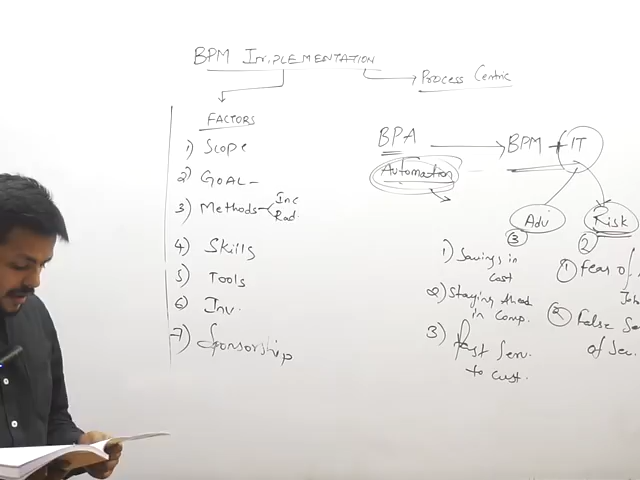 BPM IMPLEMENTATION
Process Centric
FACTORS
1) Scope
2) GOAL -
3) Methods - Inc
Rad.
4) Skills
5) Tools
6) Inv.
7) Sponsorship
BPA → BPM + IT
Automation
Adv
Risk
③
②
1) Savings in
cost
2) Staying Ahead
in Comp.
3) Fast Serv.
to cust.
① Fear of
Job
② False Se
of Sec.